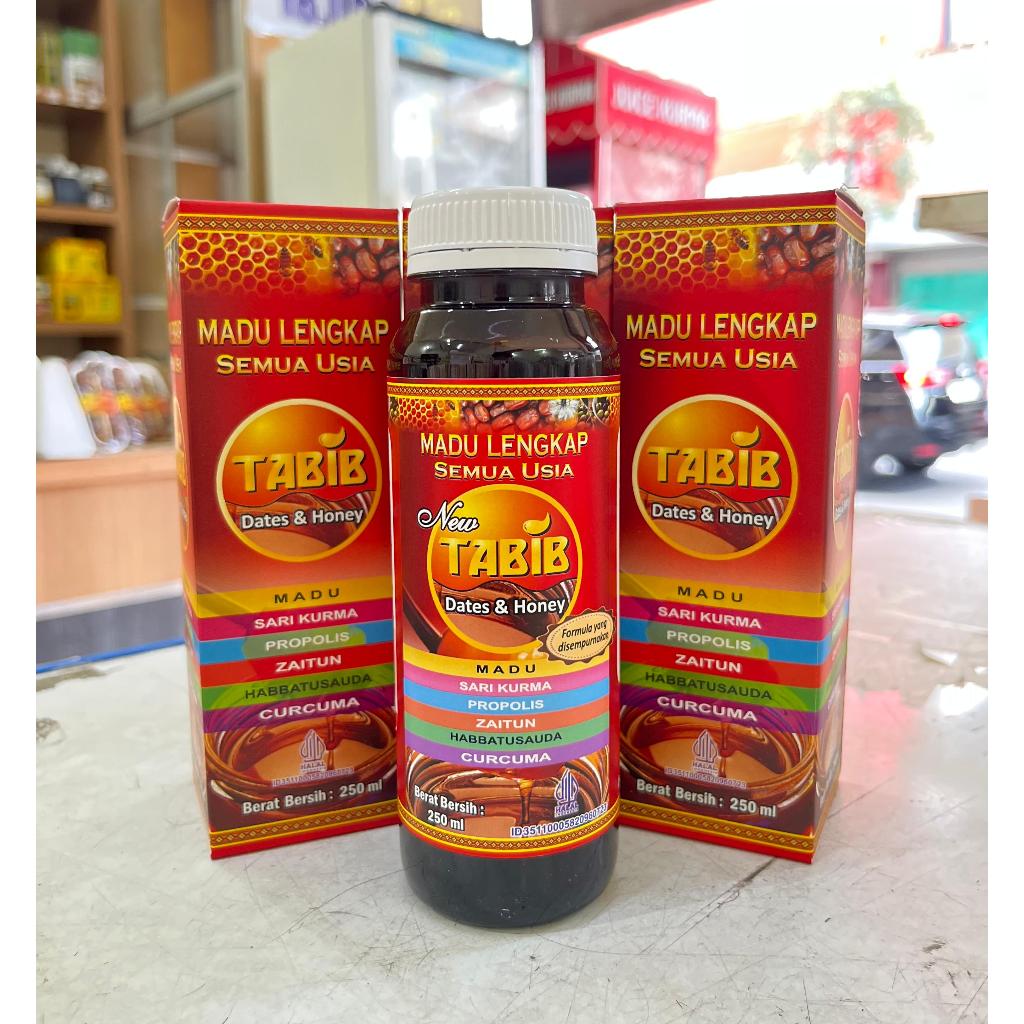 MADU LENGKAP
SEMUA USIA
TABIB
Dates & Honey
MADU
SARI KURMA
PROPOLIS
ZAITUN
HABBATUSAUDA
CURCUMA
HALAL
ID35110005820960723
Berat Bersih : 250 ml
MADU LENGKAP
SEMUA USIA
New
TABIB
Dates & Honey
Formula yang
disempurnakan
MADU
SARI KURMA
PROPOLIS
ZAITUN
HABBATUSAUDA
CURCUMA
Berat Bersih :
250 ml
HALAL
ID35110005820960723
MADU LENGKAP
SEMUA USIA
TABIB
Dates & Honey
MADU
SARI KURMA
PROPOLIS
ZAITUN
HABBATUSAUDA
CURCUMA
HALAL
ID35110005820960723
Berat Bersih : 250 ml